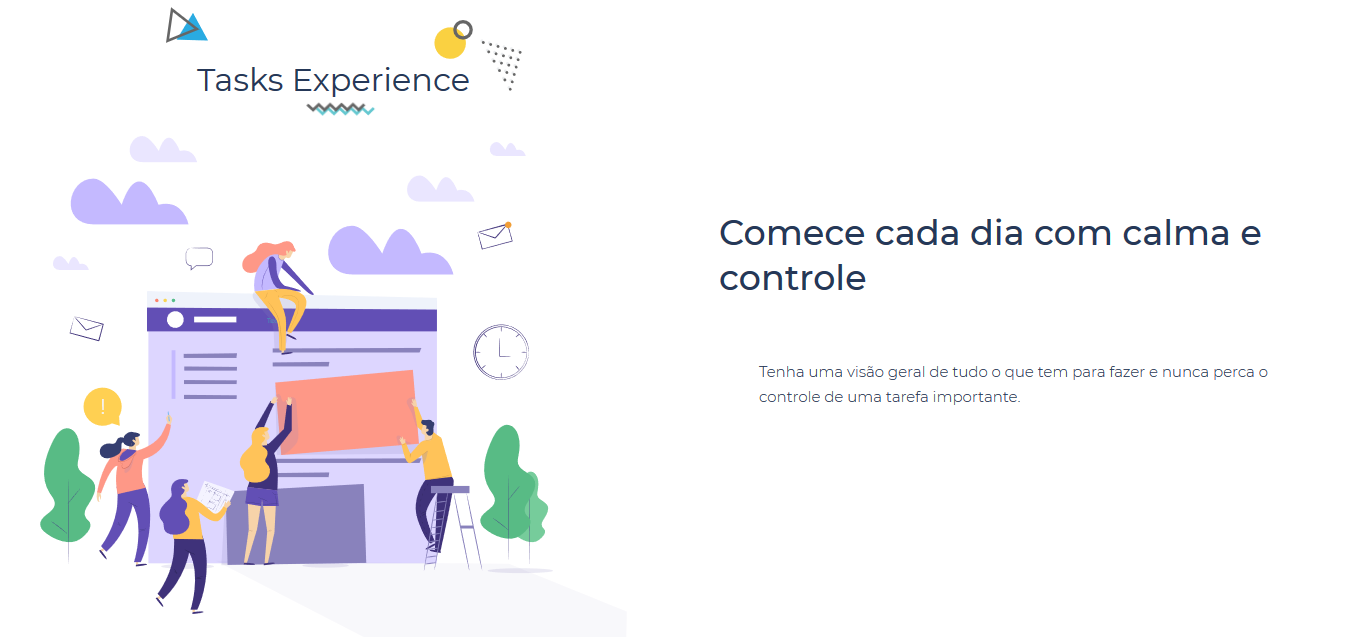 Tasks Experience
!
Comece cada dia com calma e
controle
Tenha uma visão geral de tudo o que tem para fazer e nunca perca o
controle de uma tarefa importante.